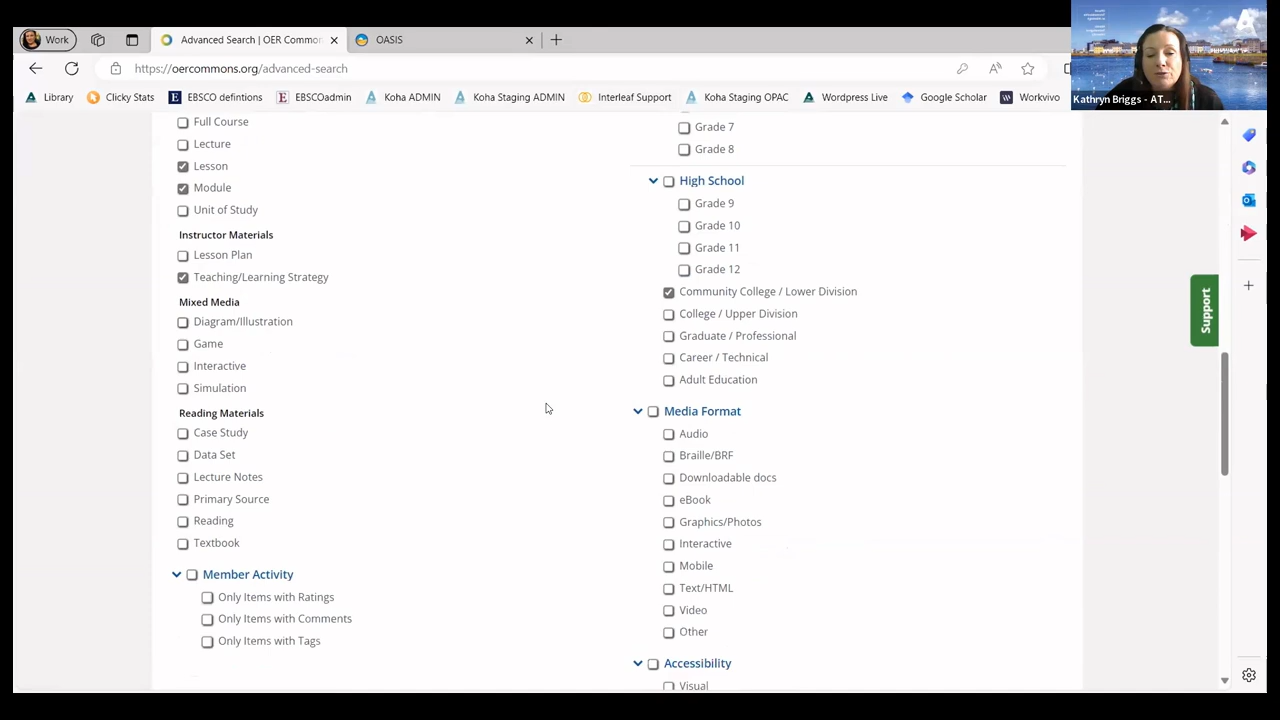 Work
Advanced Search | OER Common
OASIS
https://oercommons.org/advanced-search
Library
Clicky Stats
EBSCO defintions
EBSCOadmin
Koha ADMIN
Koha Staging ADMIN
Interleaf Support
Koha Staging OPAC
Wordpress Live
Google Scholar
Workvivo
Kathryn Briggs - AT...
Full Course
Lecture
Lesson
Module
Unit of Study
Instructor Materials
Lesson Plan
Teaching/Learning Strategy
Mixed Media
Diagram/Illustration
Game
Interactive
Simulation
Reading Materials
Case Study
Data Set
Lecture Notes
Primary Source
Reading
Textbook
Member Activity
Only Items with Ratings
Only Items with Comments
Only Items with Tags
Grade 7
Grade 8
High School
Grade 9
Grade 10
Grade 11
Grade 12
Community College / Lower Division
College / Upper Division
Graduate / Professional
Career / Technical
Adult Education
Media Format
Audio
Braille/BRF
Downloadable docs
eBook
Graphics/Photos
Interactive
Mobile
Text/HTML
Video
Other
Accessibility
Visual
Support